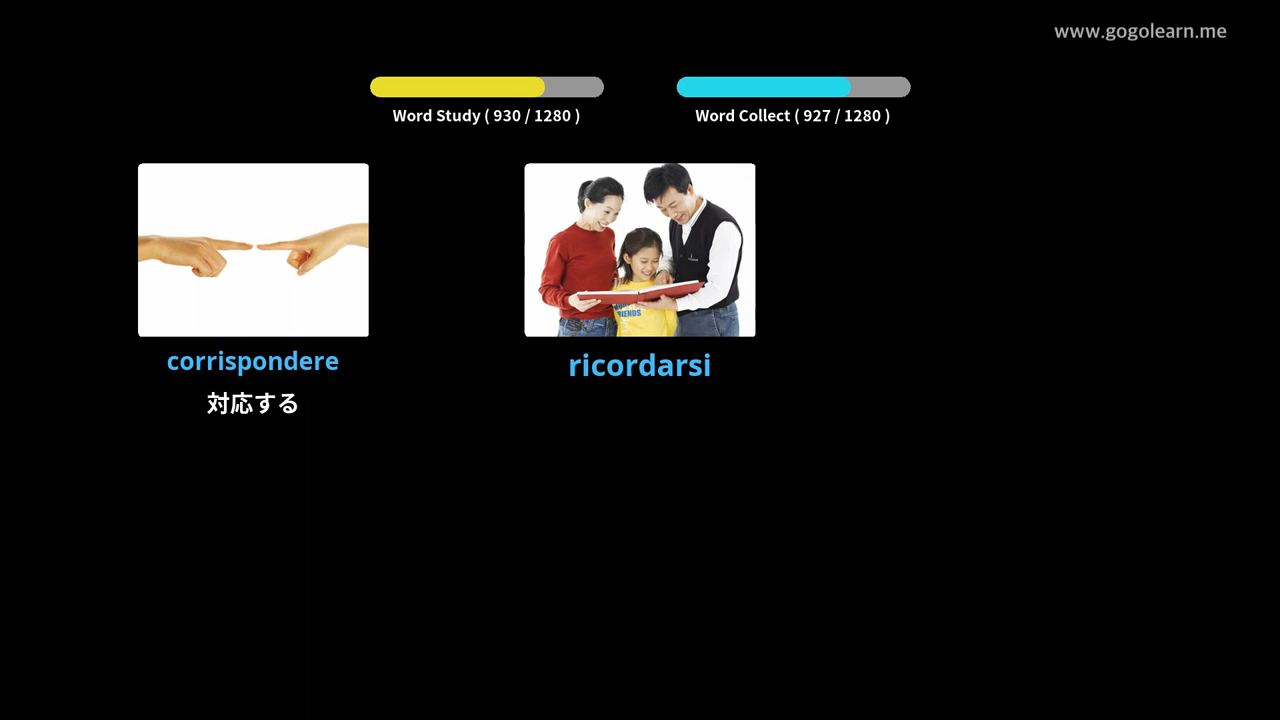 www.gogolearn.me
Word Study ( 930 / 1280 )
Word Collect ( 927 / 1280 )
corrispondere
対応する
ricordarsi